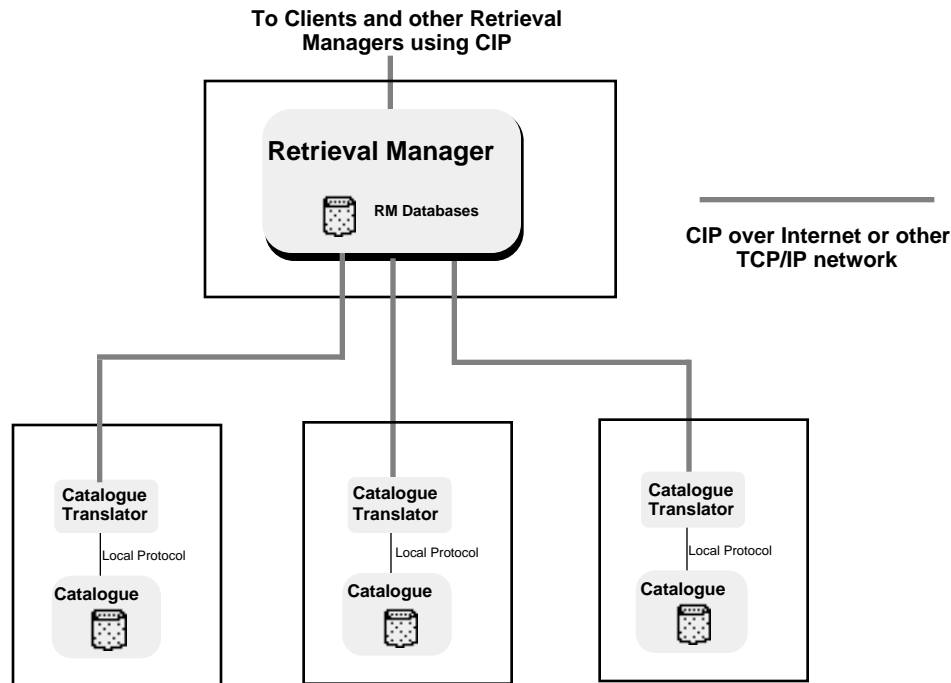 To Clients and other Retrieval
Managers using CIP
Retrieval Manager
RM Databases
CIP over Internet or other
TCP/IP network
Catalogue
Translator
Local Protocol
Catalogue
Catalogue
Translator
Local Protocol
Catalogue
Catalogue
Translator
Local Protocol
Catalogue